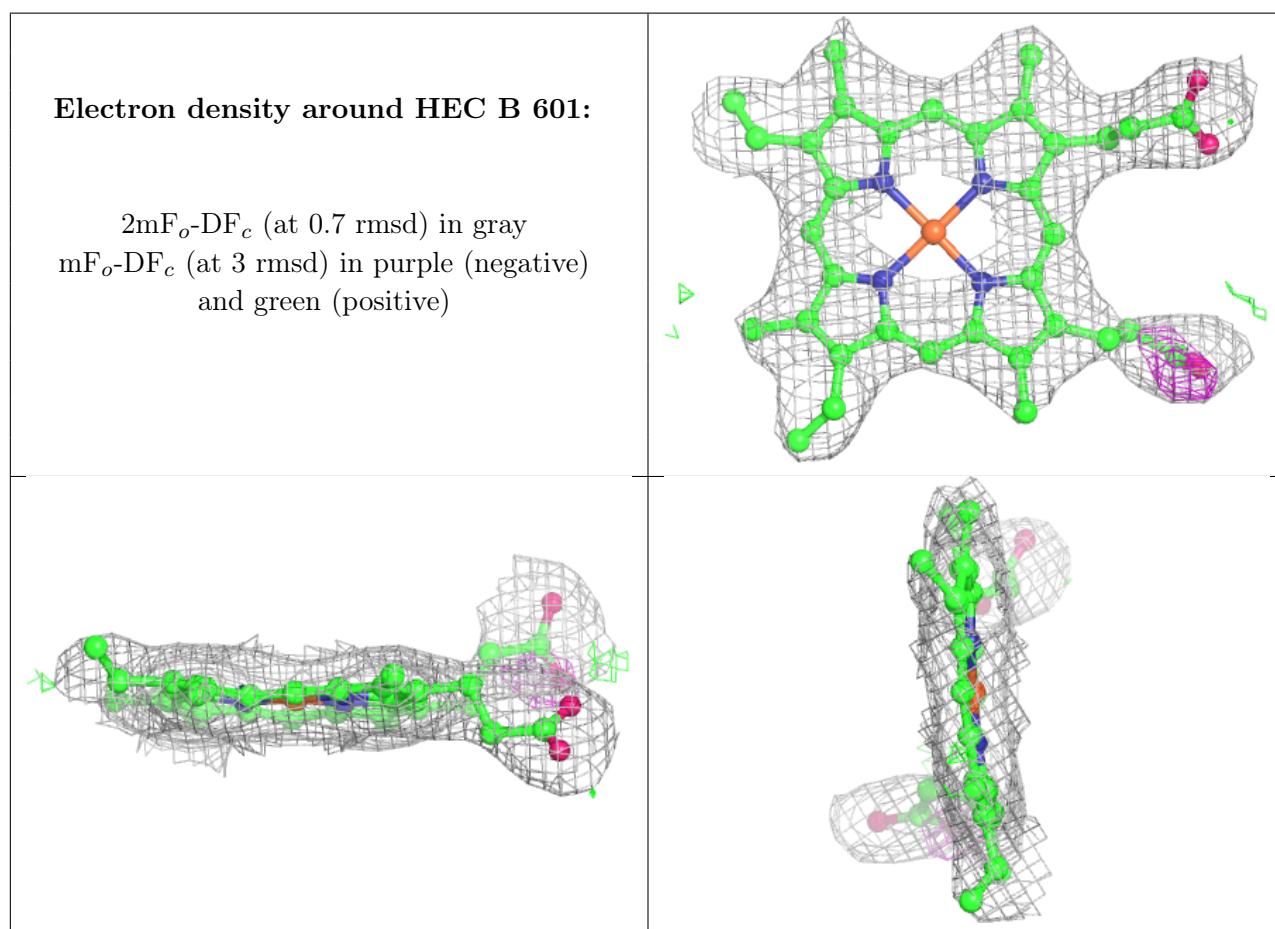 Electron density around HEC B 601:
2mFo-DFc (at 0.7 rmsd) in gray
mFo-DFc (at 3 rmsd) in purple (negative)
and green (positive)